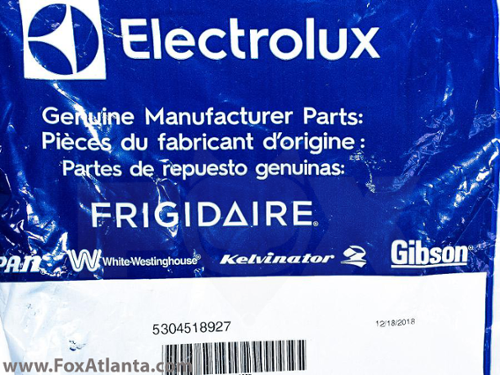 Electrolux
Genuine Manufacturer Parts:
Pièces du fabricant d'origine :
Partes de repuesto genuinas:
FRIGIDAIRE®
PAN White-Westinghouse® Kelvinator Gibson®
5304518927 12/18/2018
www.FoxAtlanta.com